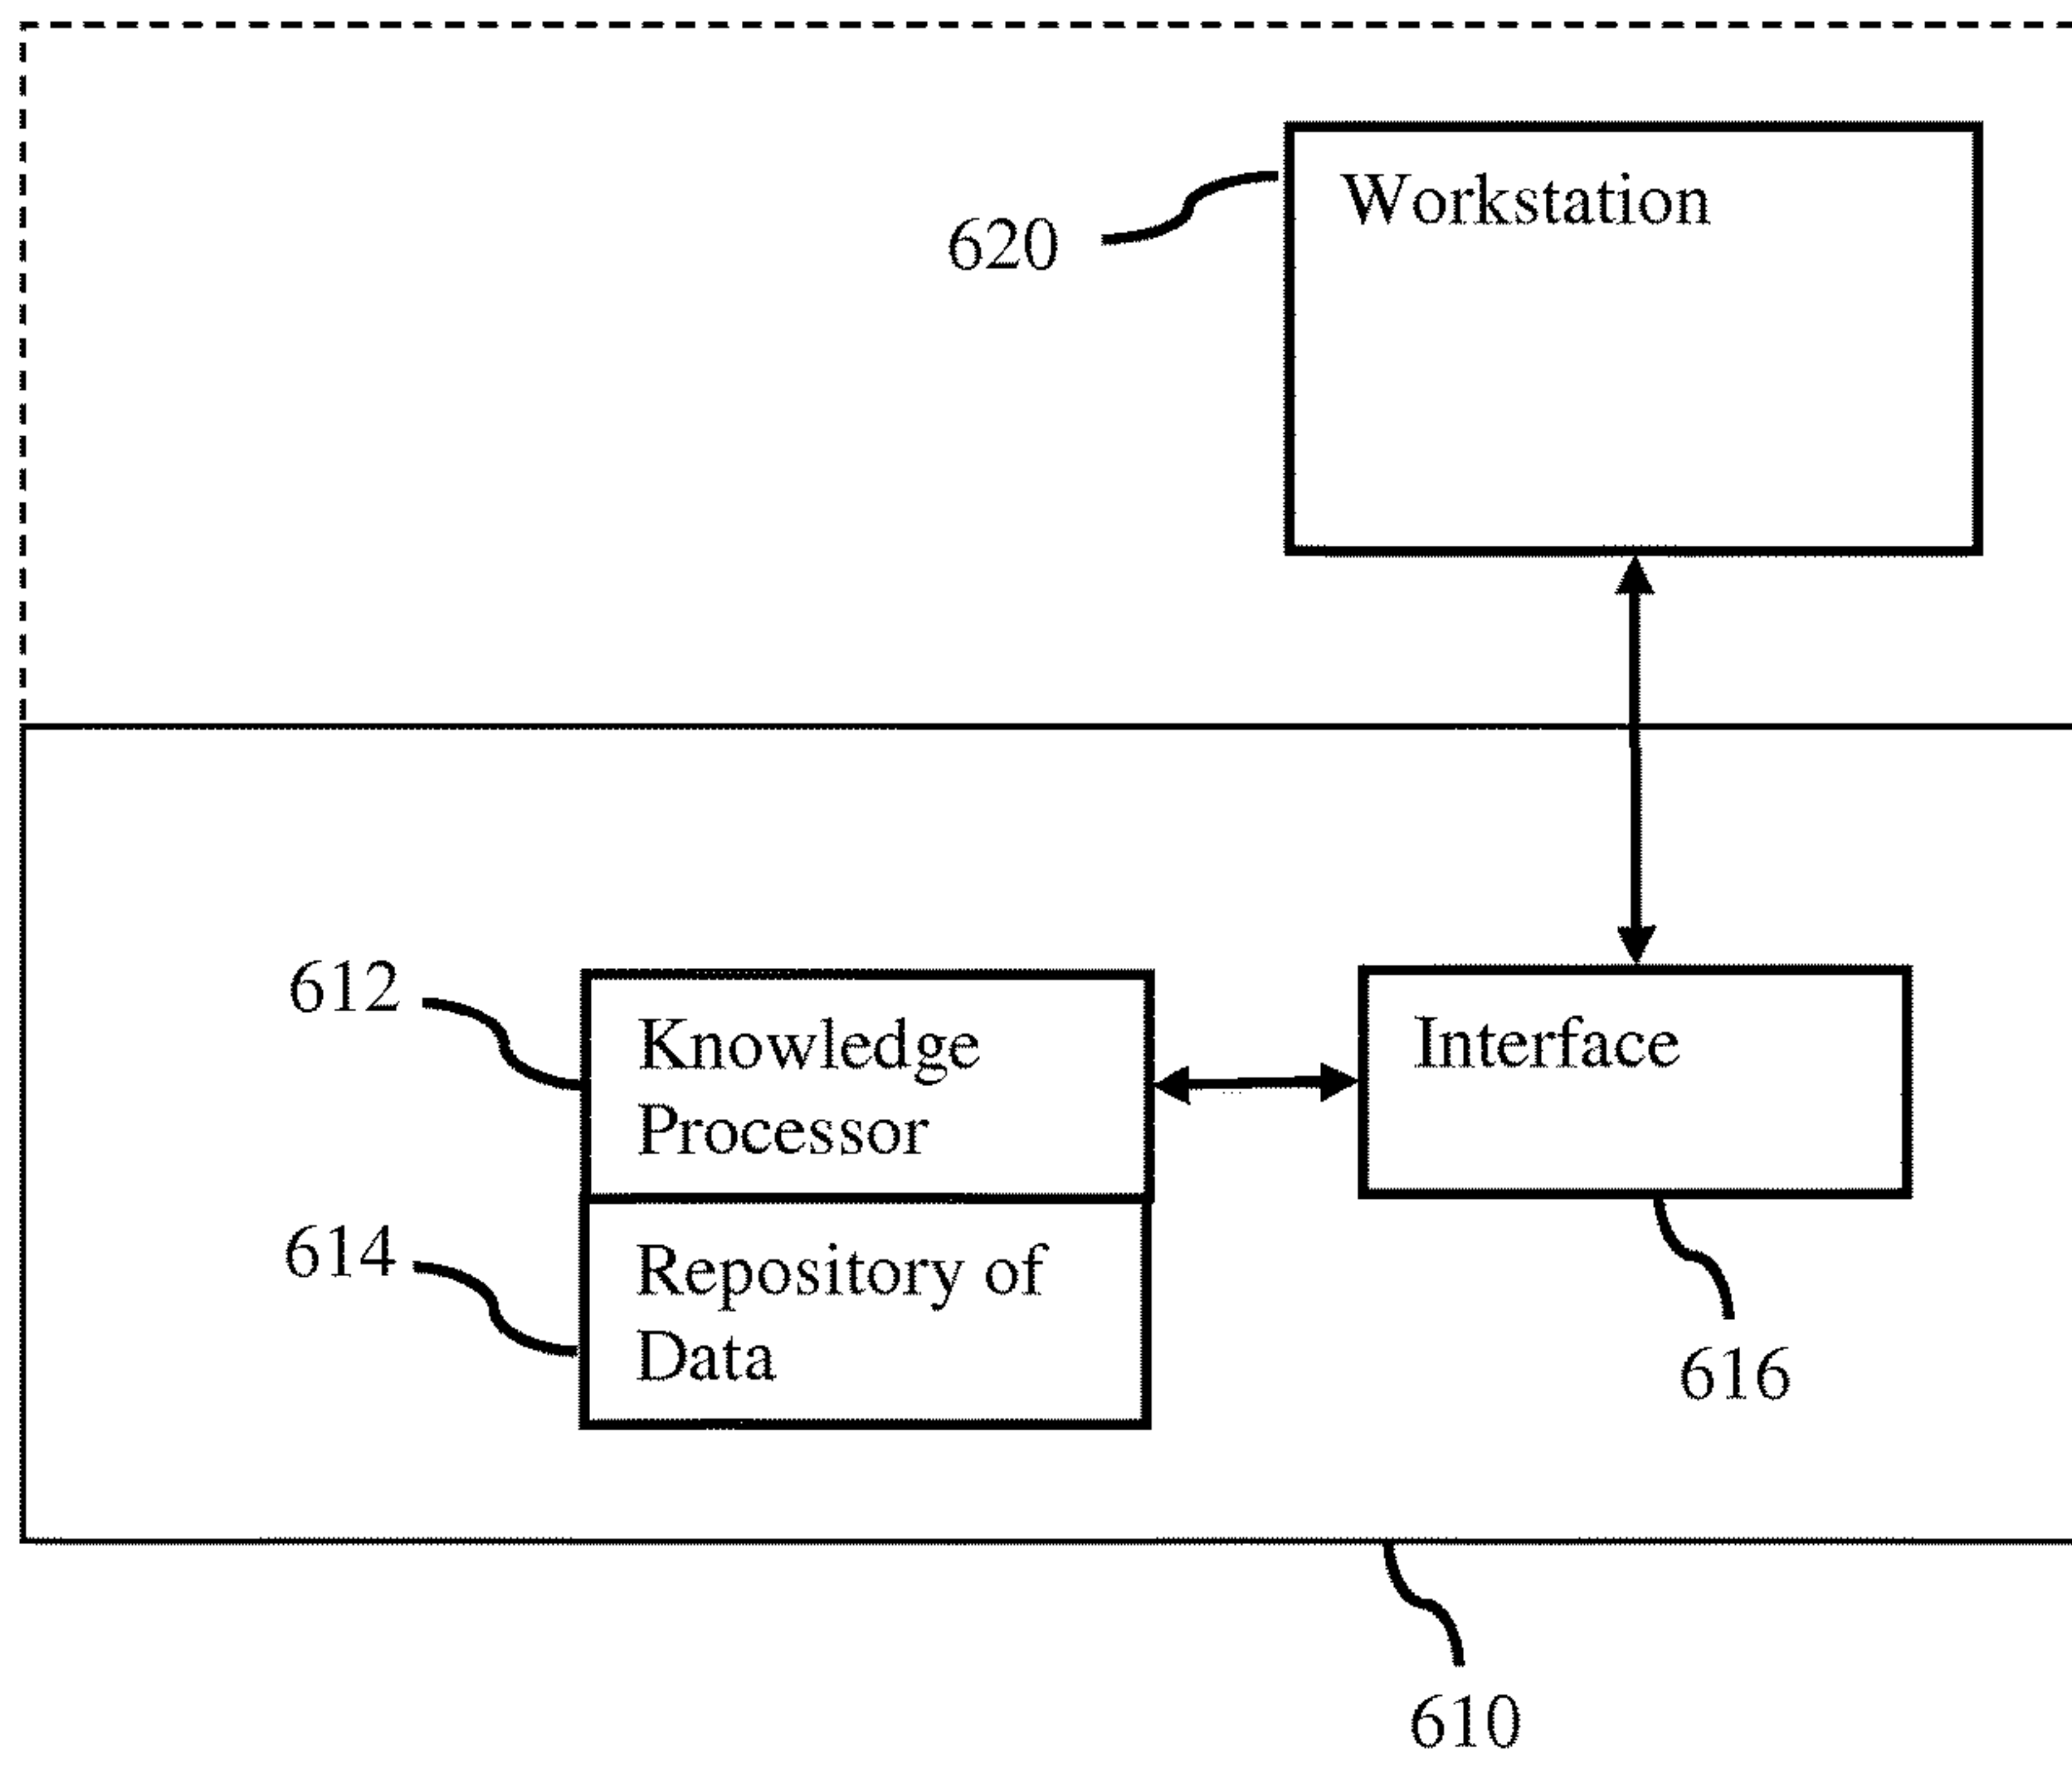 Workstation
620
612
Knowledge
Processor
Interface
614
Repository of
Data
616
610